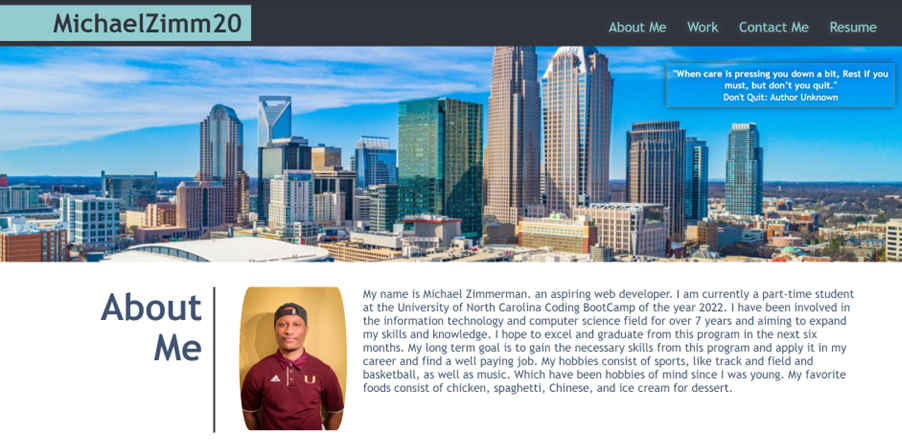 MichaelZimm20
About Me Work Contact Me Resume
"When care is pressing you down a bit, Rest if you
must, but don't you quit."
Don't Quit: Author Unknown
About
Me
My name is Michael Zimmerman. an aspiring web developer. I am currently a part-time student
at the University of North Carolina Coding BootCamp of the year 2022. I have been involved in
the information technology and computer science field for over 7 years and aiming to expand
my skills and knowledge. I hope to excel and graduate from this program in the next six
months. My long term goal is to gain the necessary skills from this program and apply it in my
career and find a well paying job. My hobbies consist of sports, like track and field and
basketball, as well as music. Which have been hobbies of mind since I was young. My favorite
foods consist of chicken, spaghetti, Chinese, and ice cream for dessert.
U